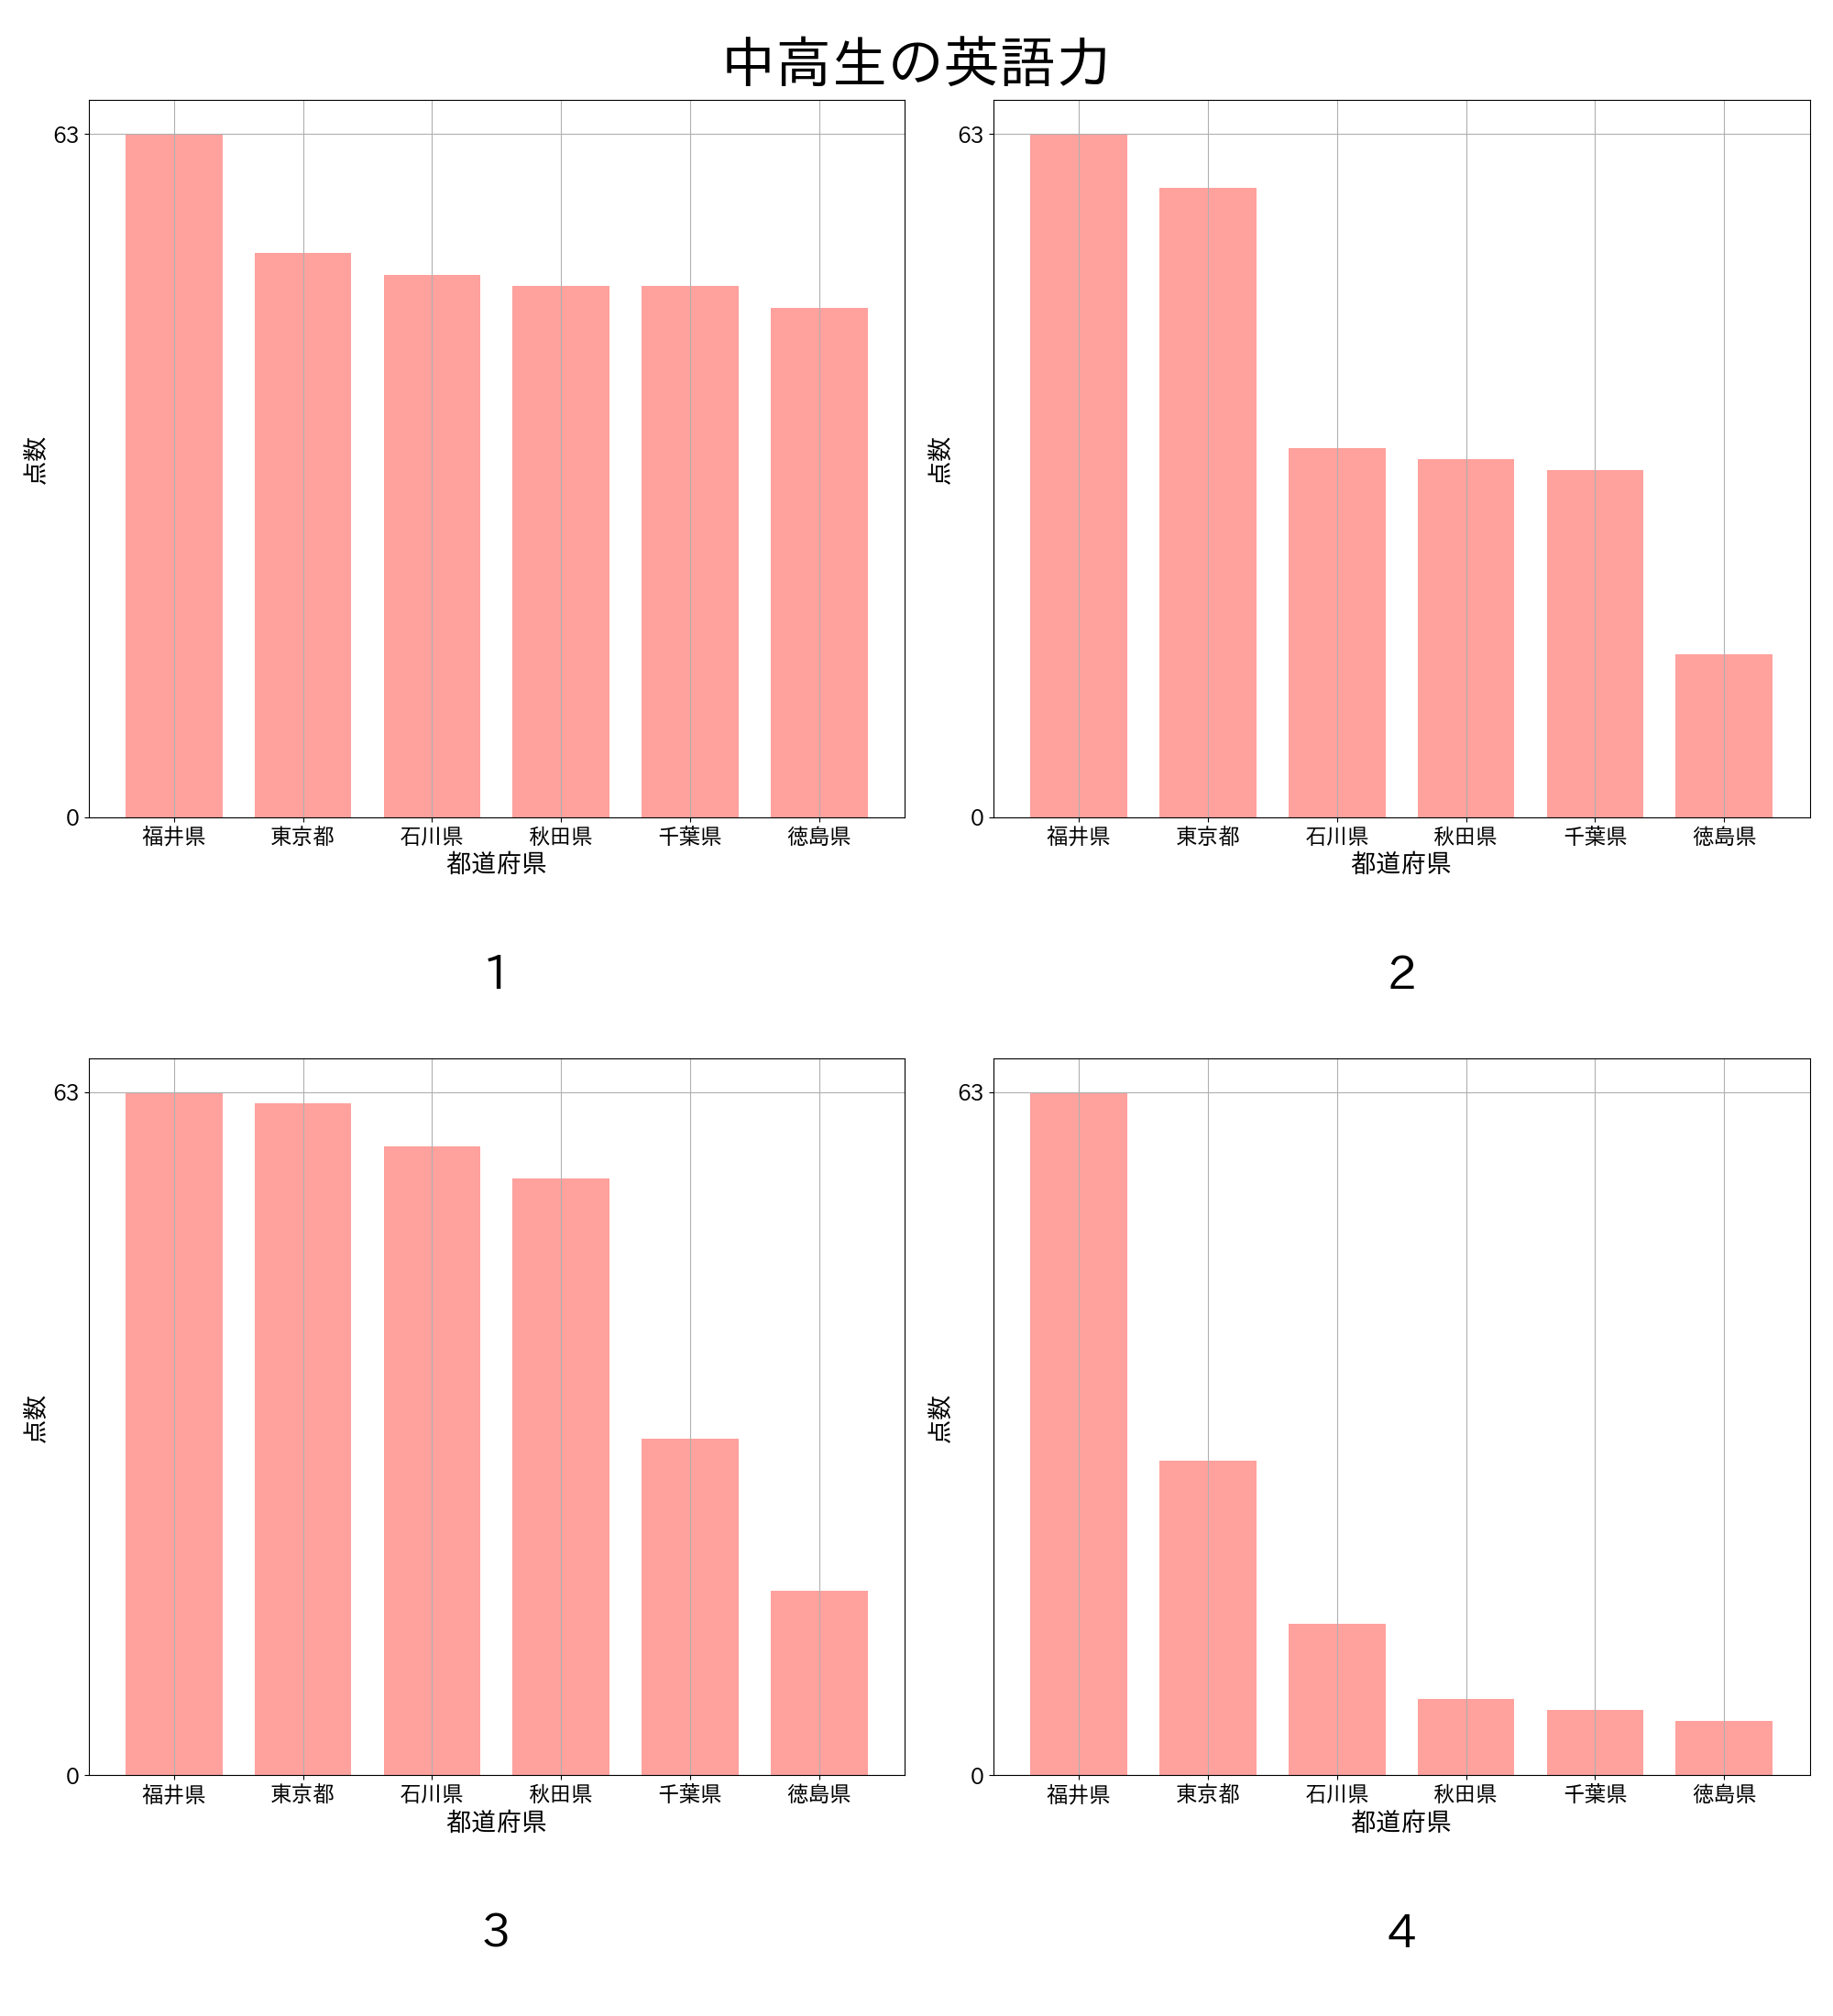 中高生の英語力
63
0
点数
福井県 東京都 石川県 秋田県 千葉県 徳島県
都道府県
1
63
0
点数
福井県 東京都 石川県 秋田県 千葉県 徳島県
都道府県
2
63
0
点数
福井県 東京都 石川県 秋田県 千葉県 徳島県
都道府県
3
63
0
点数
福井県 東京都 石川県 秋田県 千葉県 徳島県
都道府県
4